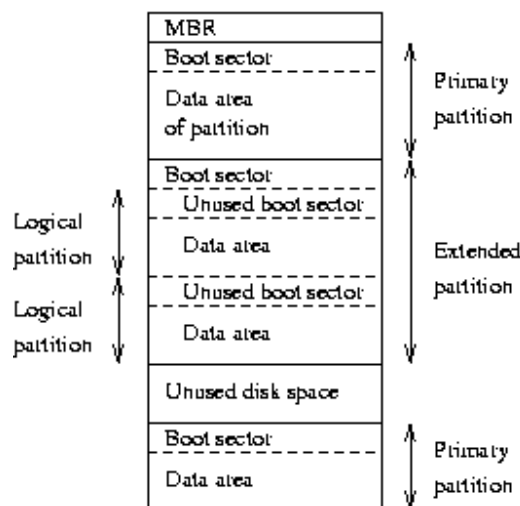 MBR
Boot sector
Data area
of partition
Primary
partition
Boot sector
Unused boot sector
Logical
partition
Data area
Extended
partition
Unused boot sector
Logical
partition
Data area
Unused disk space
Boot sector
Data area
Primary
partition